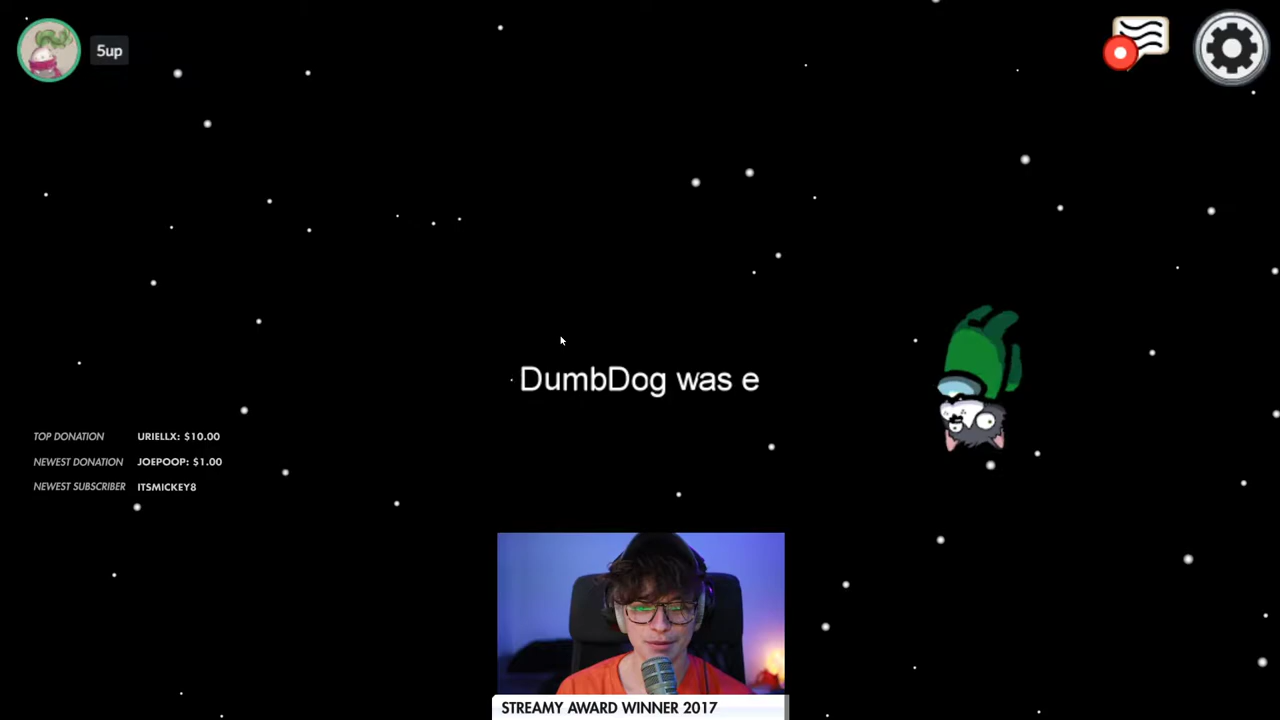 5up
DumbDog was e
TOP DONATION URIELLX: $10.00
NEWEST DONATION JOEPOOP: $1.00
NEWEST SUBSCRIBER ITSMICKEY8
STREAMY AWARD WINNER 2017